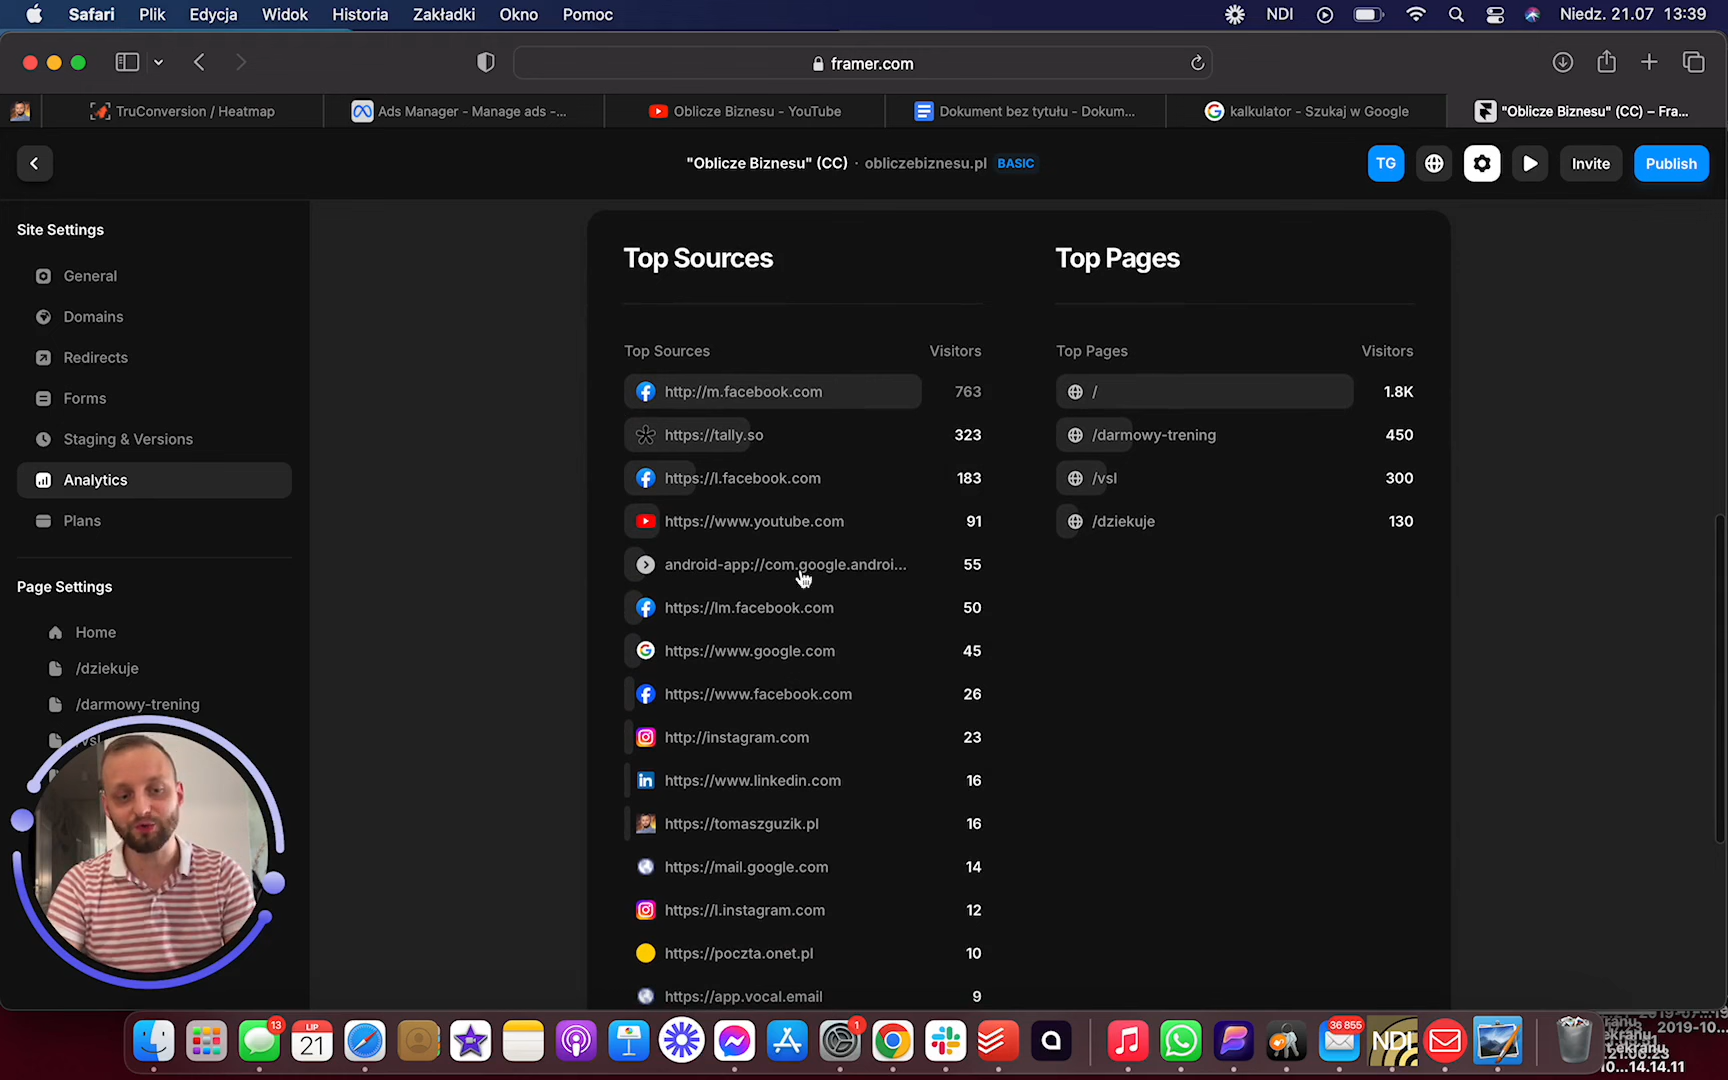 Safari Plik Edycja Widok Historia Zakładki Okno Pomoc NDI Niedz. 21.07 13:39
framer.com
TruConversion / Heatmap
Ads Manager - Manage ads -...
Oblicze Biznesu - YouTube
Dokument bez tytułu - Dokum...
kalkulator - Szukaj w Google
"Oblicze Biznesu" (CC) – Fra...
"Oblicze Biznesu" (CC) · obliczebiznesu.pl BASIC
TG
Invite
Publish
Site Settings
General
Domains
Redirects
Forms
Staging & Versions
Analytics
Plans
Page Settings
Home
/dziekuje
/darmowy-trening
/vsl
Top Sources
Top Sources Visitors
http://m.facebook.com 763
https://tally.so 323
https://l.facebook.com 183
https://www.youtube.com 91
android-app://com.google.androi... 55
https://lm.facebook.com 50
https://www.google.com 45
https://www.facebook.com 26
http://instagram.com 23
https://www.linkedin.com 16
https://tomaszguzik.pl 16
https://mail.google.com 14
https://l.instagram.com 12
https://poczta.onet.pl 10
https://app.vocal.email 9
Top Pages
Top Pages Visitors
/ 1.8K
/darmowy-trening 450
/vsl 300
/dziekuje 130
13
LIP
21
1
36 855
NDI